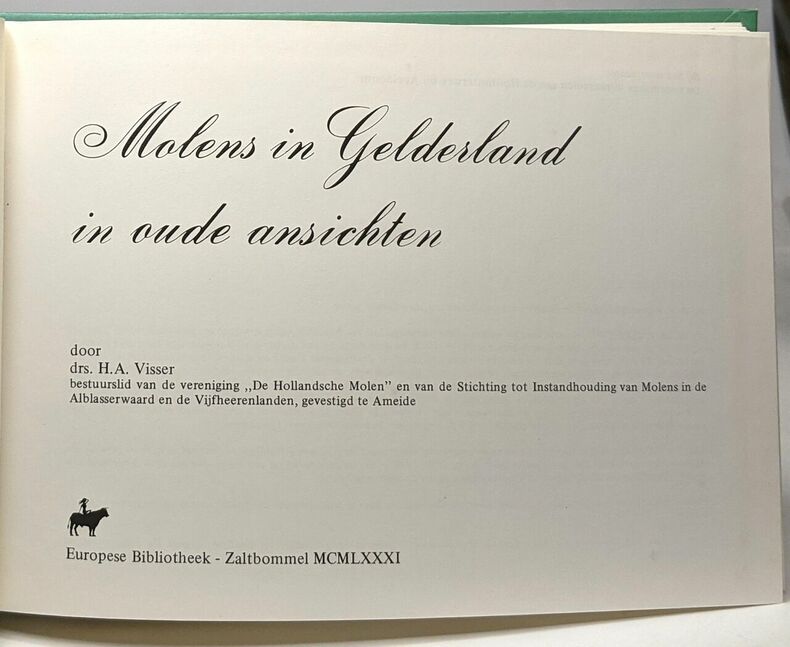 Molens in Gelderland
in oude ansichten
door
drs. H.A. Visser
bestuurslid van de vereniging ,,De Hollandsche Molen" en van de Stichting tot Instandhouding van Molens in de
Alblasserwaard en de Vijfheerenlanden, gevestigd te Ameide
Europese Bibliotheek - Zaltbommel MCMLXXXI